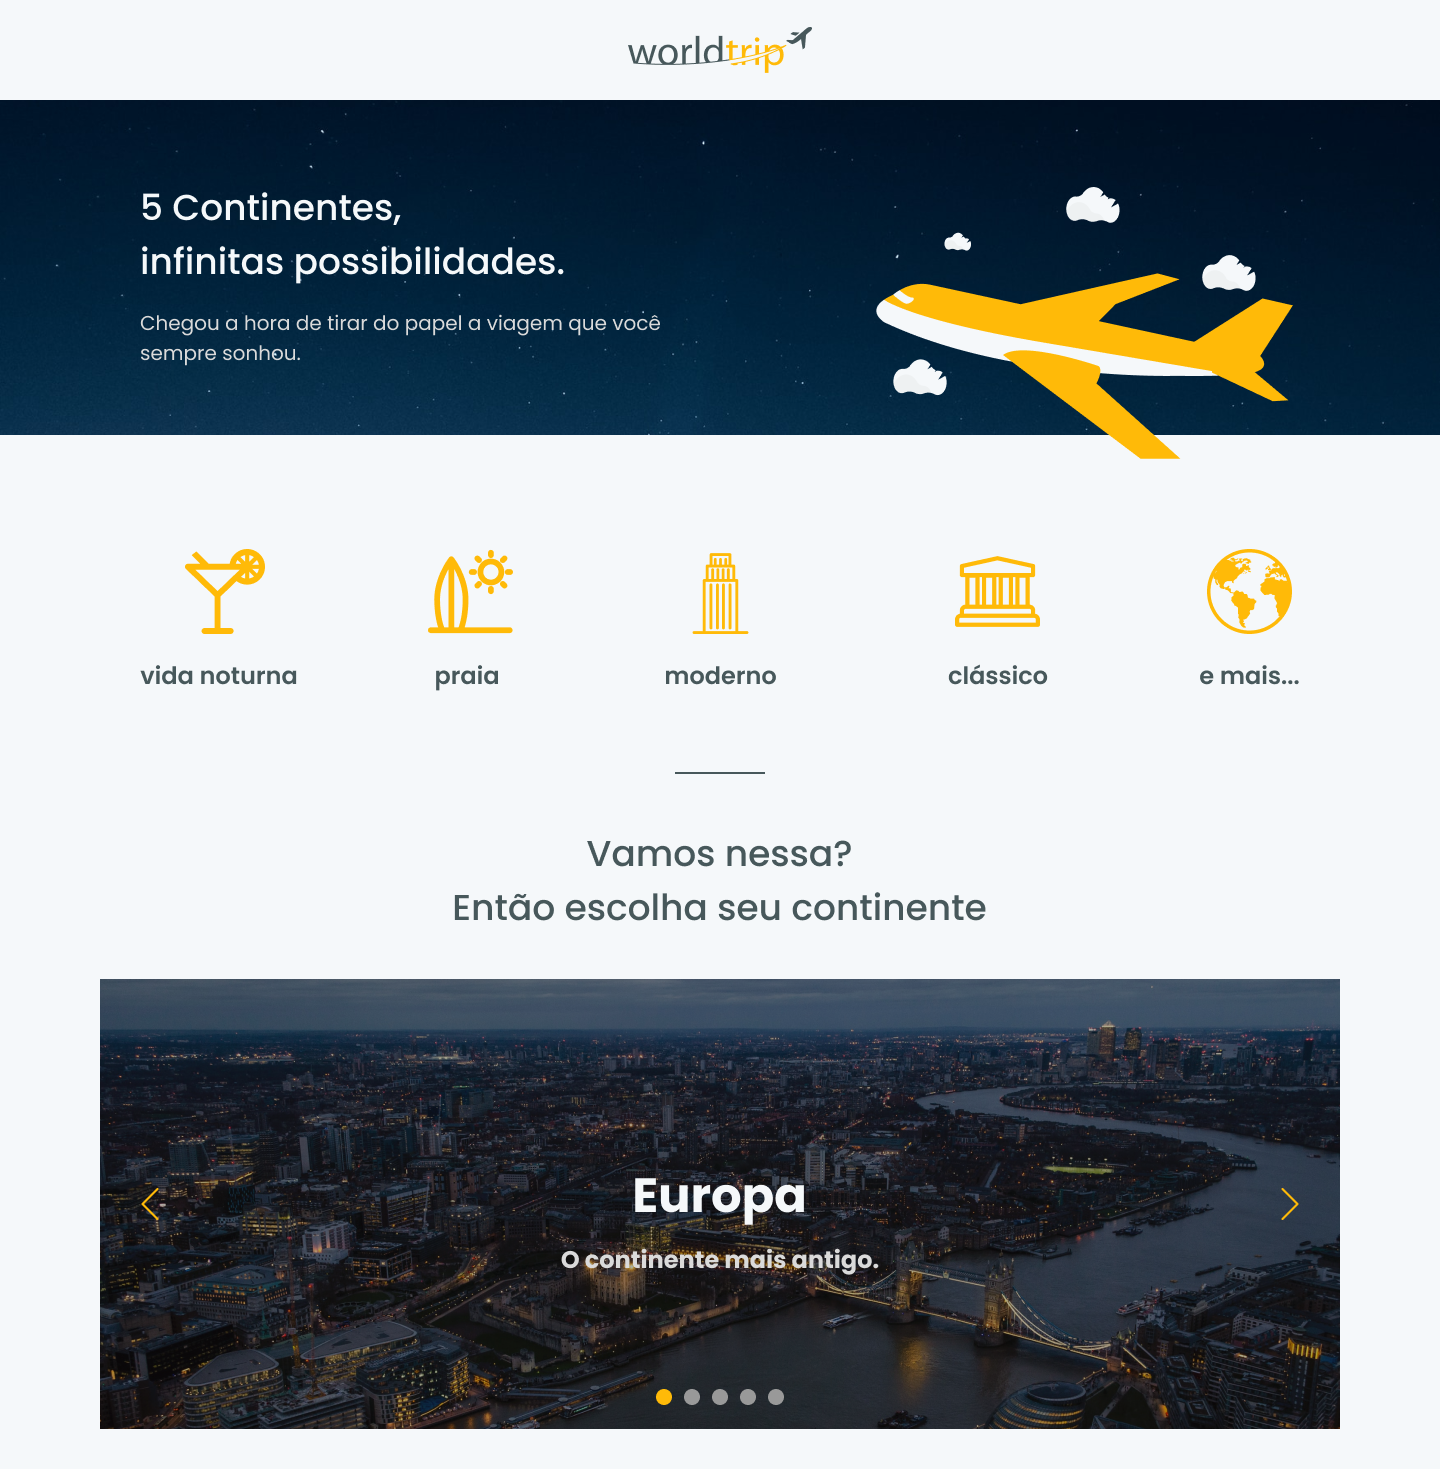 worldtrip
5 Continentes,
infinitas possibilidades.
Chegou a hora de tirar do papel a viagem que você
sempre sonhou.
vida noturna
praia
moderno
clássico
e mais...
Vamos nessa?
Então escolha seu continente
Europa
O continente mais antigo.